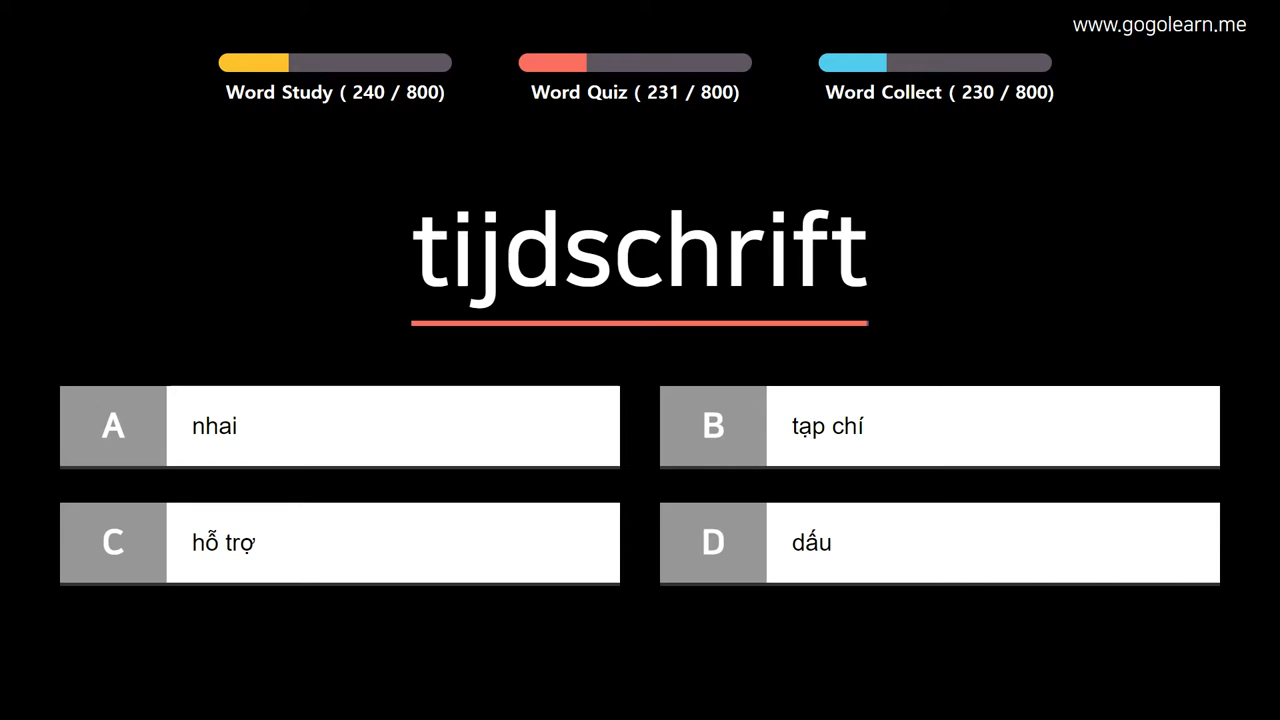 www.gogolearn.me
Word Study ( 240 / 800)
Word Quiz ( 231 / 800)
Word Collect ( 230 / 800)
tijdschrift
A nhai
B tạp chí
C hỗ trợ
D dấu